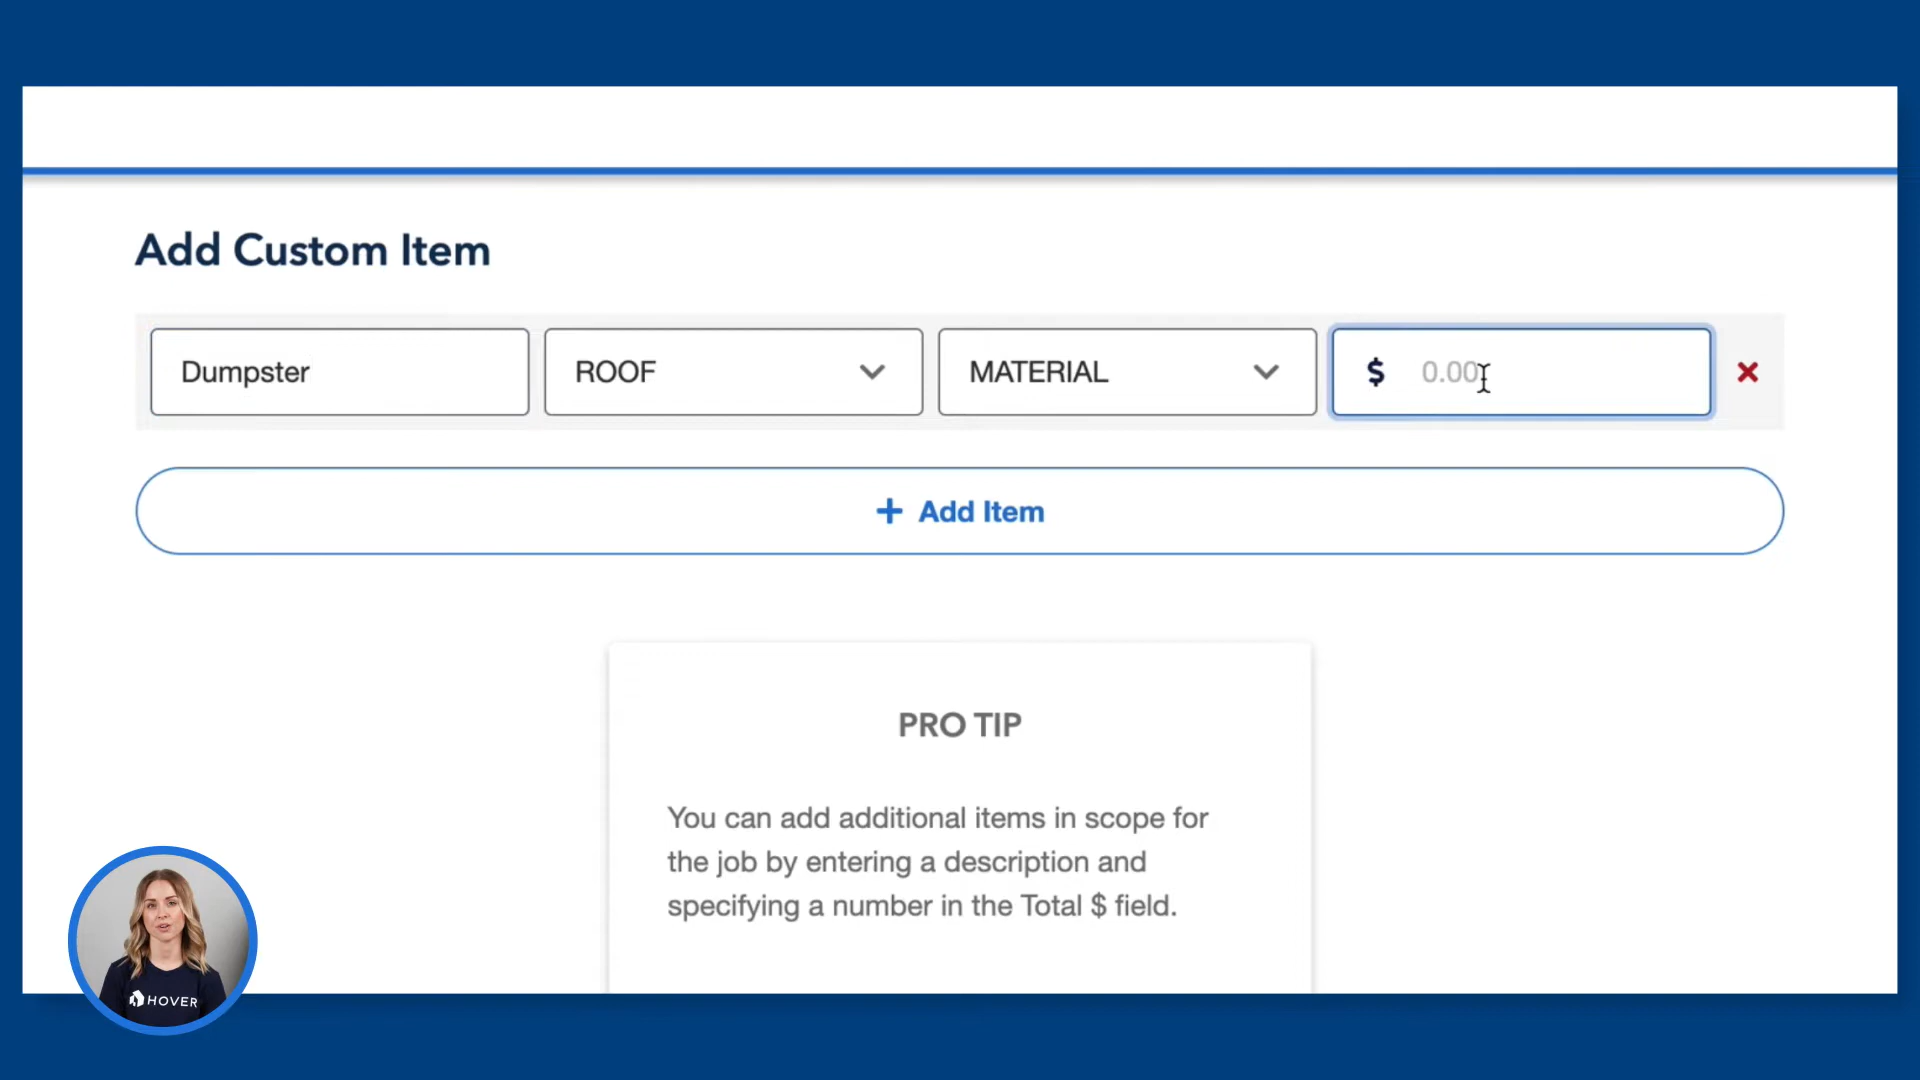 Add Custom Item
Dumpster
ROOF
MATERIAL
$ 0.00
+ Add Item
PRO TIP
You can add additional items in scope for
the job by entering a description and
specifying a number in the Total $ field.
HOVER